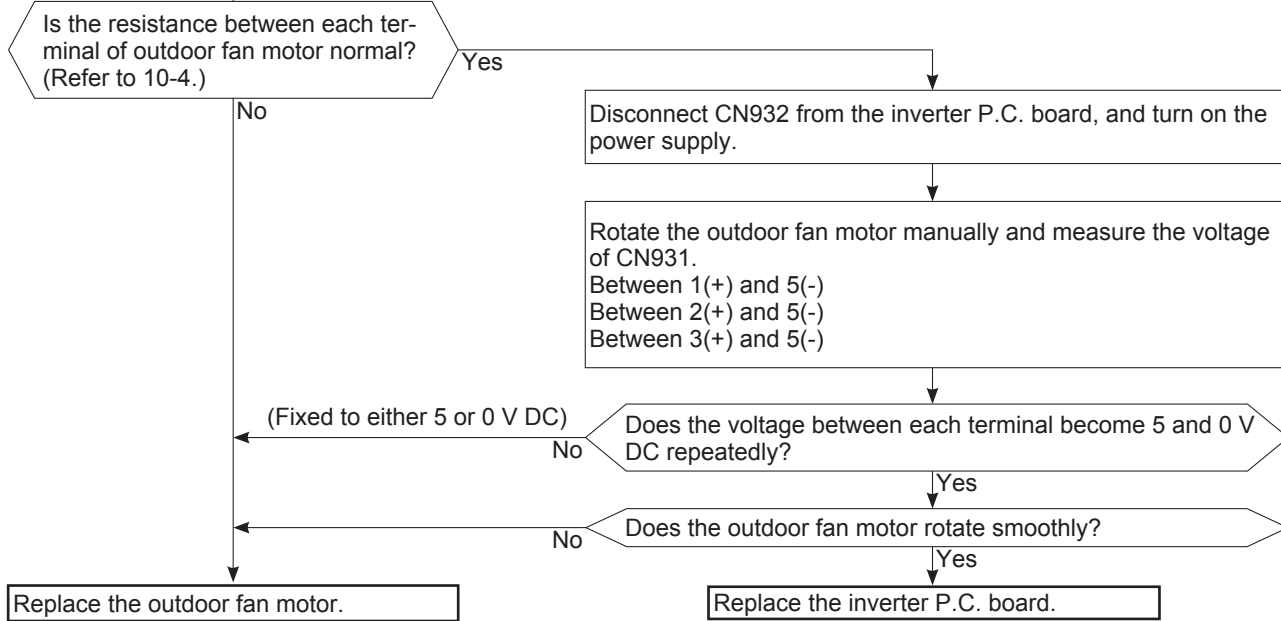 Is the resistance between each ter-
minal of outdoor fan motor normal?
(Refer to 10-4.)
Yes
No
Disconnect CN932 from the inverter P.C. board, and turn on the
power supply.
Rotate the outdoor fan motor manually and measure the voltage
of CN931.
Between 1(+) and 5(-)
Between 2(+) and 5(-)
Between 3(+) and 5(-)
(Fixed to either 5 or 0 V DC)
No
Does the voltage between each terminal become 5 and 0 V
DC repeatedly?
Yes
No
Does the outdoor fan motor rotate smoothly?
Yes
Replace the outdoor fan motor.
Replace the inverter P.C. board.